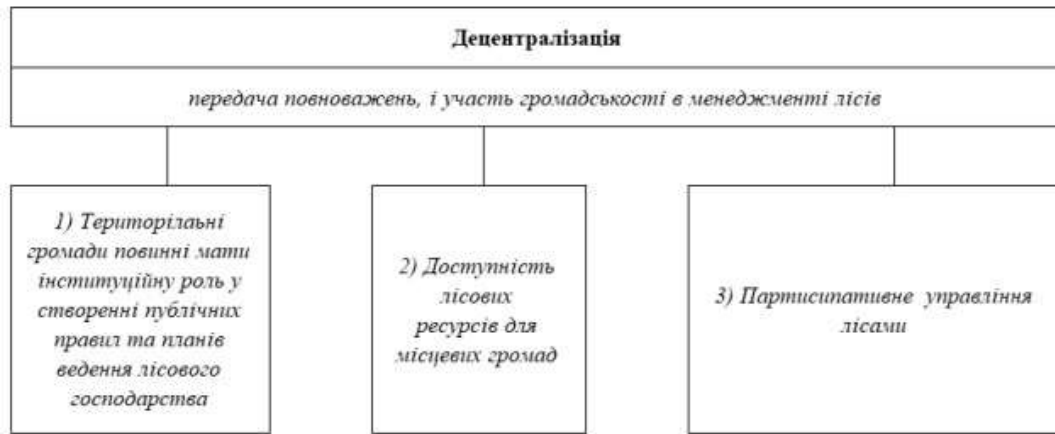 Децентралізація
передача повноважень, і участь громадськості в менеджменті лісів
1) Територілаьні
громади повинні мати
інституційну роль у
створенні публічних
правил та планів
ведення лісового
господарства
2) Доступність
лісових
ресурсів для
місцевих громад
3) Партисипативне управління
лісами